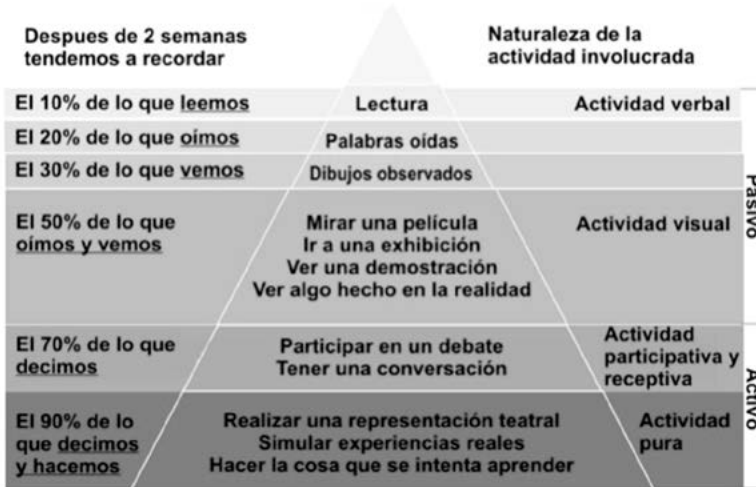 Despues de 2 semanas
tendemos a recordar
Naturaleza de la
actividad involucrada
El 10% de lo que leemos
Lectura
Actividad verbal
El 20% de lo que oímos
Palabras oídas
El 30% de lo que vemos
Dibujos observados
El 50% de lo que
oímos y vemos
Mirar una película
Ir a una exhibición
Ver una demostración
Ver algo hecho en la realidad
Actividad visual
Pasivo
El 70% de lo que
decimos
Participar en un debate
Tener una conversación
Actividad
participativa y
receptiva
El 90% de lo
que decimos
y hacemos
Realizar una representación teatral
Simular experiencias reales
Hacer la cosa que se intenta aprender
Actividad
pura
Activo